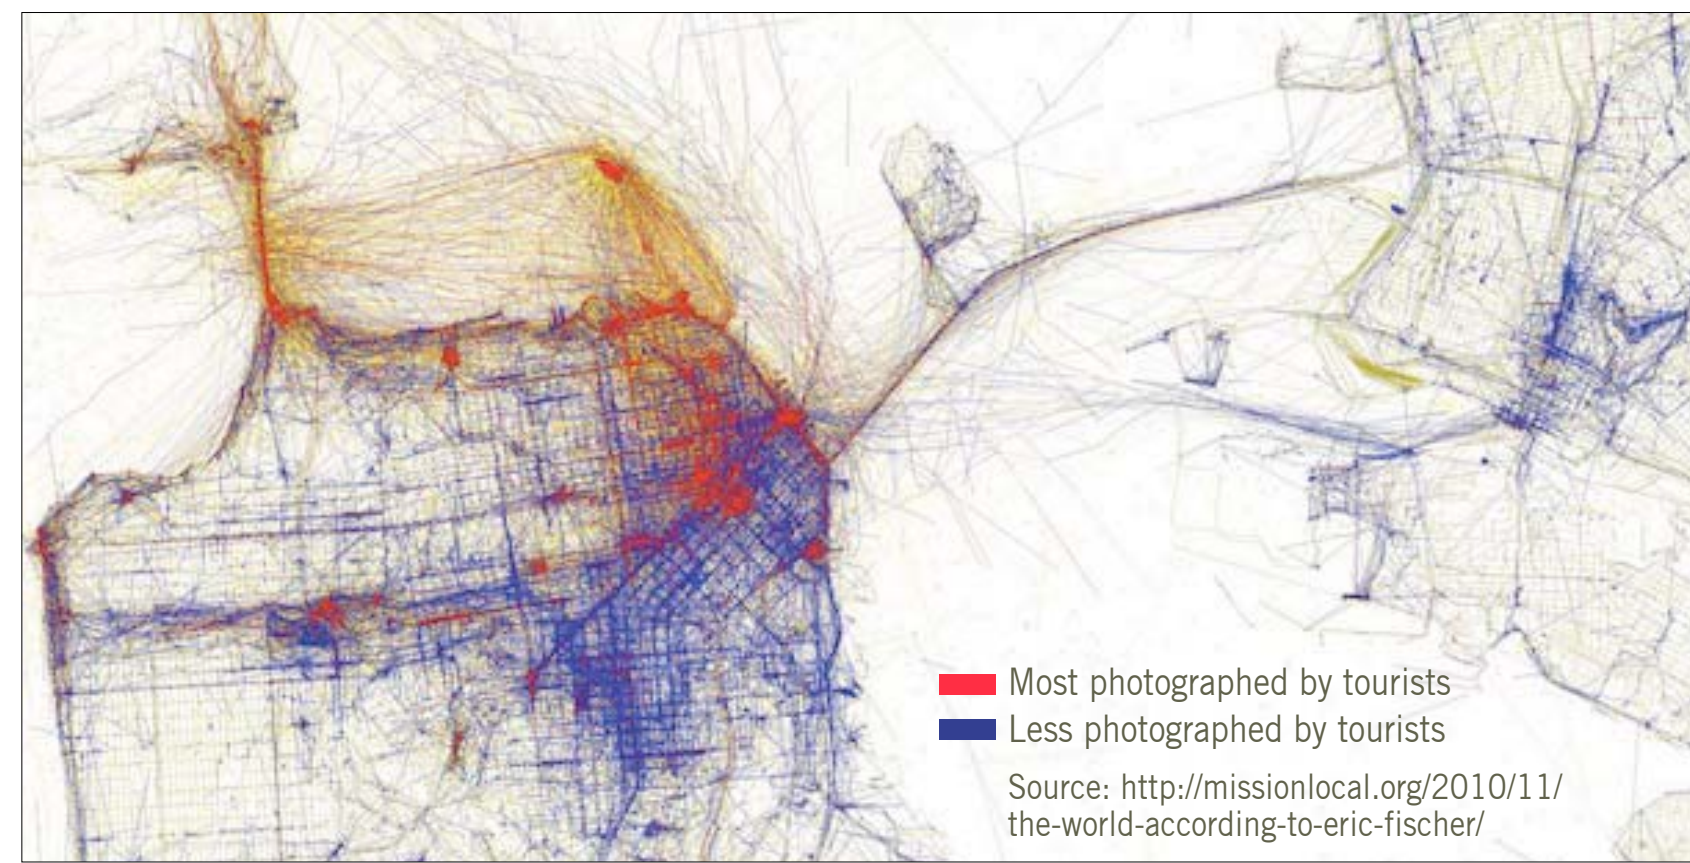 Most photographed by tourists
Less photographed by tourists
Source: http://missionlocal.org/2010/11/
the-world-according-to-eric-fischer/